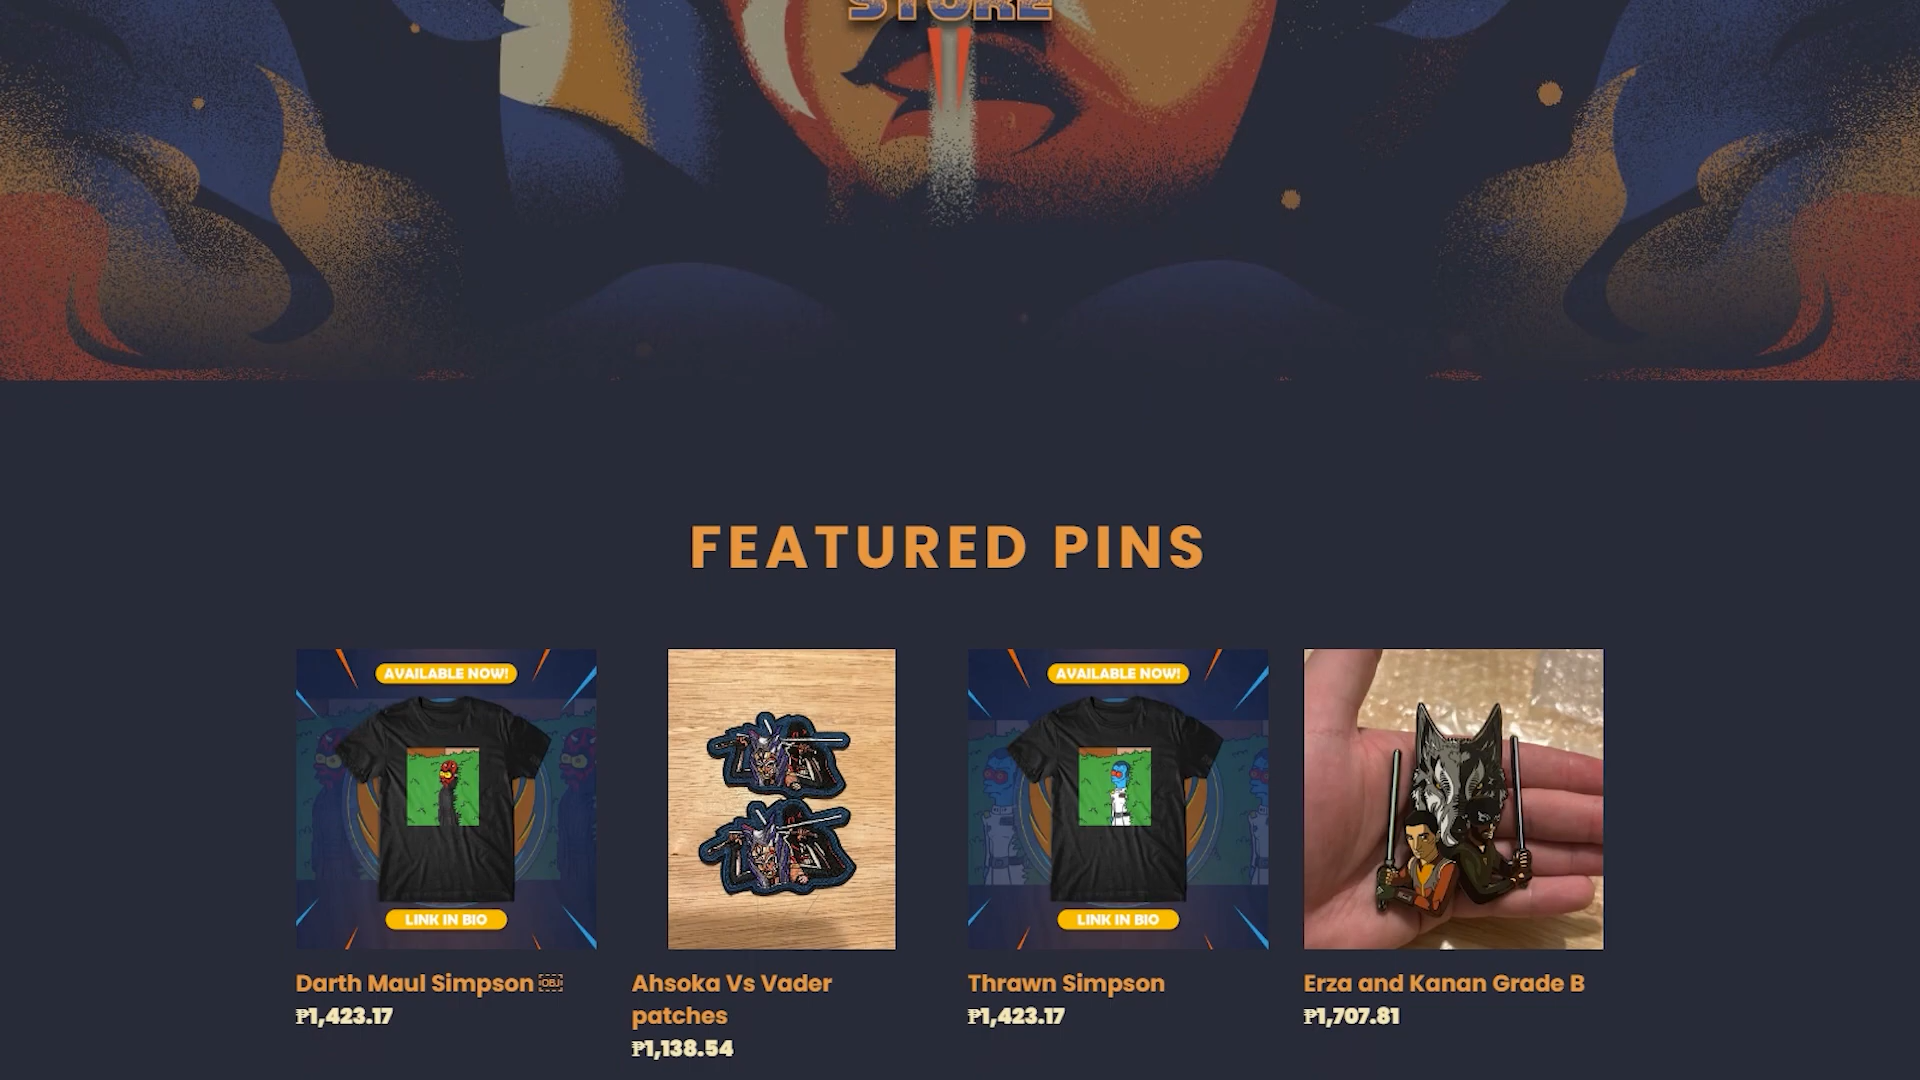 STORE
FEATURED PINS
AVAILABLE NOW!
LINK IN BIO
AVAILABLE NOW!
LINK IN BIO
Darth Maul Simpson ￼
₱1,423.17
Ahsoka Vs Vader
patches
₱1,138.54
Thrawn Simpson
₱1,423.17
Erza and Kanan Grade B
₱1,707.81